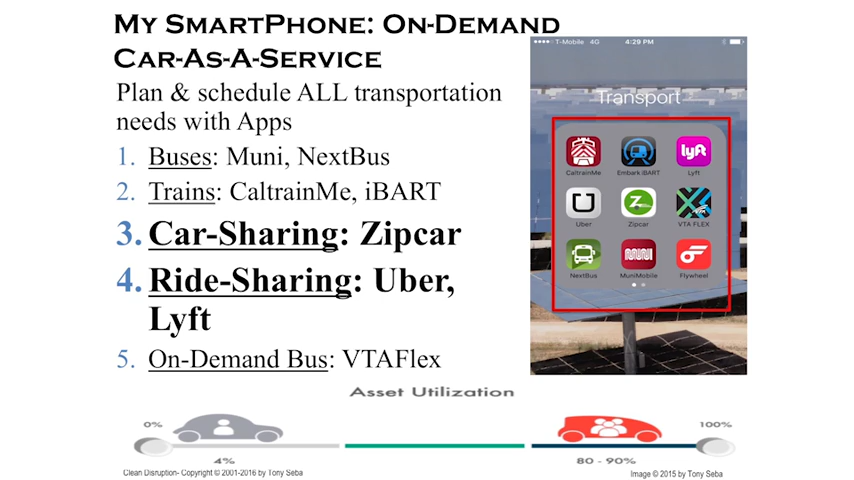 MY SMARTPHONE: ON-DEMAND
CAR-AS-A-SERVICE
Plan & schedule ALL transportation
needs with Apps
1. Buses: Muni, NextBus
2. Trains: CaltrainMe, iBART
3. Car-Sharing: Zipcar
4. Ride-Sharing: Uber,
Lyft
5. On-Demand Bus: VTAFlex
T-Mobile 4G 4:29 PM
Transport
lyft
CaltrainMe Embark iBART Lyft
Uber Zipcar VTA FLEX
MUNI
NextBus MuniMobile Flywheel
Asset Utilization
0% 100%
4% 80 - 90%
Clean Disruption- Copyright © 2001-2016 by Tony Seba
Image © 2015 by Tony Seba